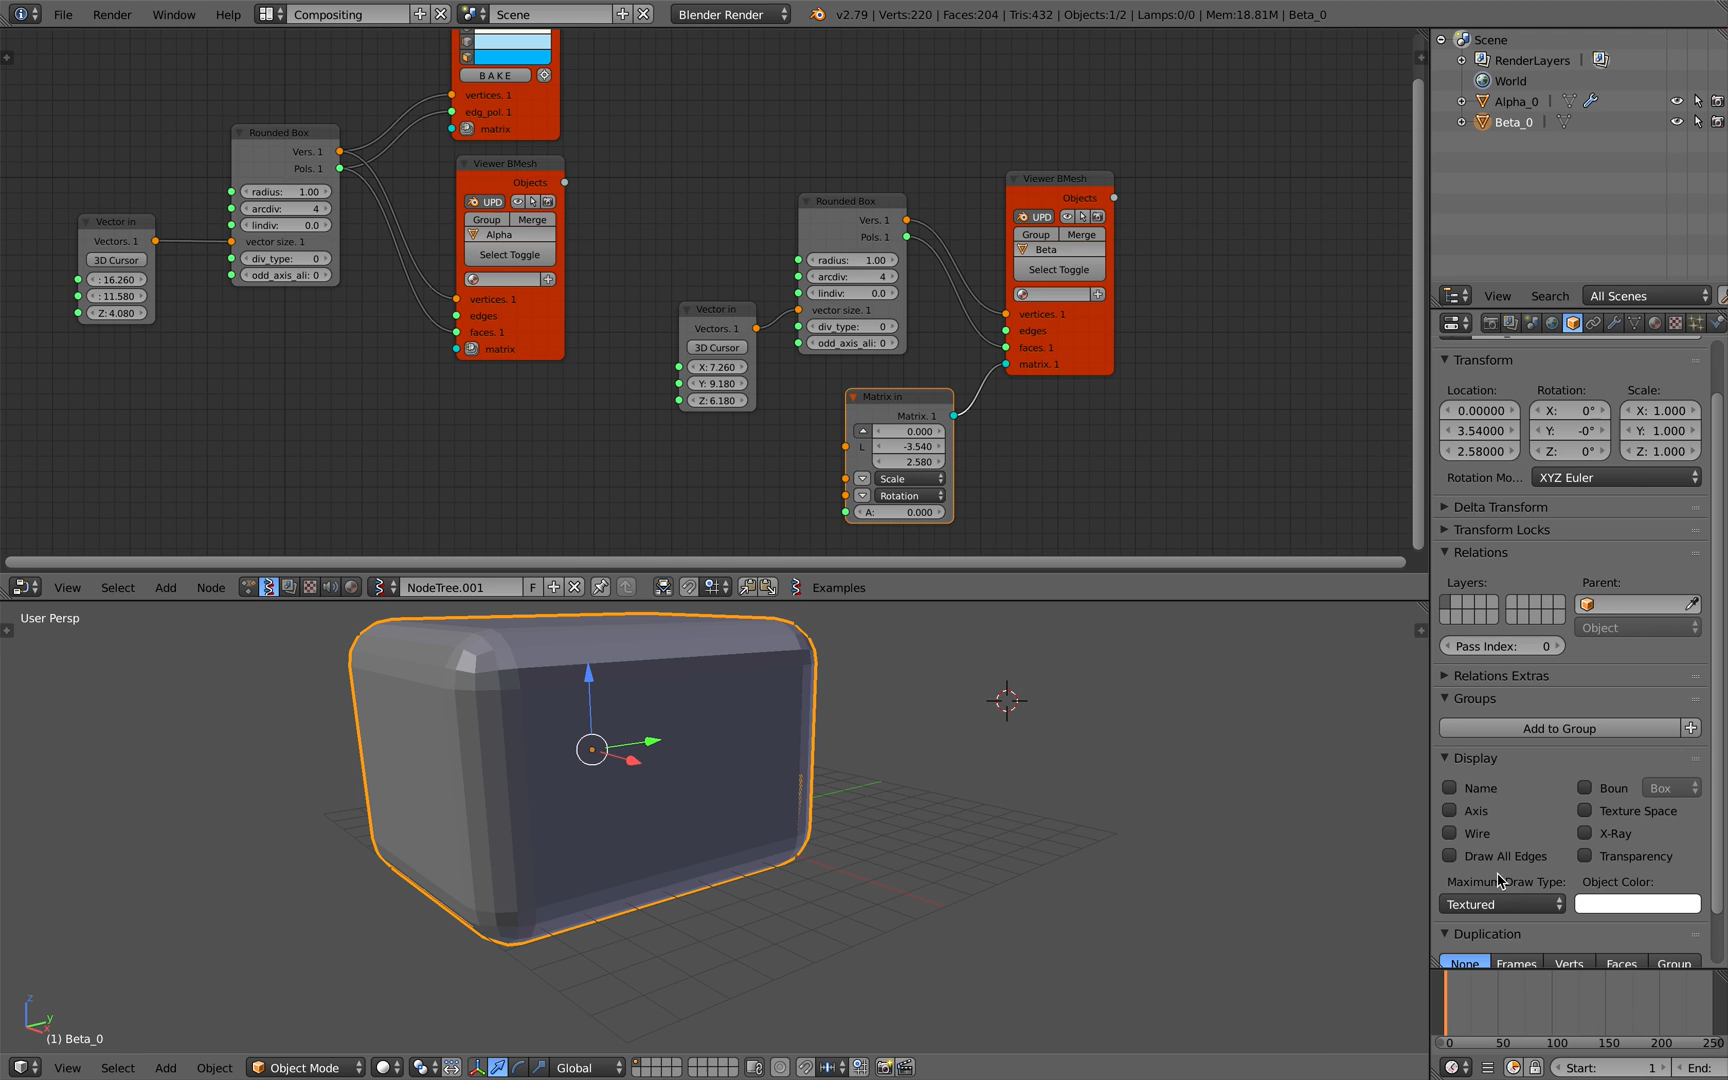 File Render Window Help Compositing Scene Blender Render v2.79 | Verts:220 | Faces:204 | Tris:432 | Objects:1/2 | Lamps:0/0 | Mem:18.81M | Beta_0
BAKE
vertices. 1
edg_pol. 1
matrix
Rounded Box
Vers. 1
Pols. 1
radius: 1.00
arcdiv: 4
lindiv: 0.0
vector size. 1
div_type: 0
odd_axis_ali: 0
Vector in
Vectors. 1
3D Cursor
: 16.260
: 11.580
Z: 4.080
Viewer BMesh
Objects
UPD
Group Merge
Alpha
Select Toggle
vertices. 1
edges
faces. 1
matrix
Rounded Box
Vers. 1
Pols. 1
radius: 1.00
arcdiv: 4
lindiv: 0.0
vector size. 1
div_type: 0
odd_axis_ali: 0
Vector in
Vectors. 1
3D Cursor
X: 7.260
Y: 9.180
Z: 6.180
Viewer BMesh
Objects
UPD
Group Merge
Beta
Select Toggle
vertices. 1
edges
faces. 1
matrix. 1
Matrix in
Matrix. 1
0.000
L -3.540
2.580
Scale
Rotation
A: 0.000
View Select Add Node NodeTree.001 F Examples
User Persp
z
y
x
(1) Beta_0
View Select Add Object Object Mode Global
Scene
RenderLayers |
World
Alpha_0 |
Beta_0 |
View Search All Scenes
Transform
Location: Rotation: Scale:
0.00000 X: 0° X: 1.000
3.54000 Y: -0° Y: 1.000
2.58000 Z: 0° Z: 1.000
Rotation Mo... XYZ Euler
Delta Transform
Transform Locks
Relations
Layers: Parent:
Object
Pass Index: 0
Relations Extras
Groups
Add to Group
Display
Name Boun Box
Axis Texture Space
Wire X-Ray
Draw All Edges Transparency
Maximum Draw Type: Object Color:
Textured
Duplication
None Frames Verts Faces Group
0 50 100 150 200 250
Start: 1 End: